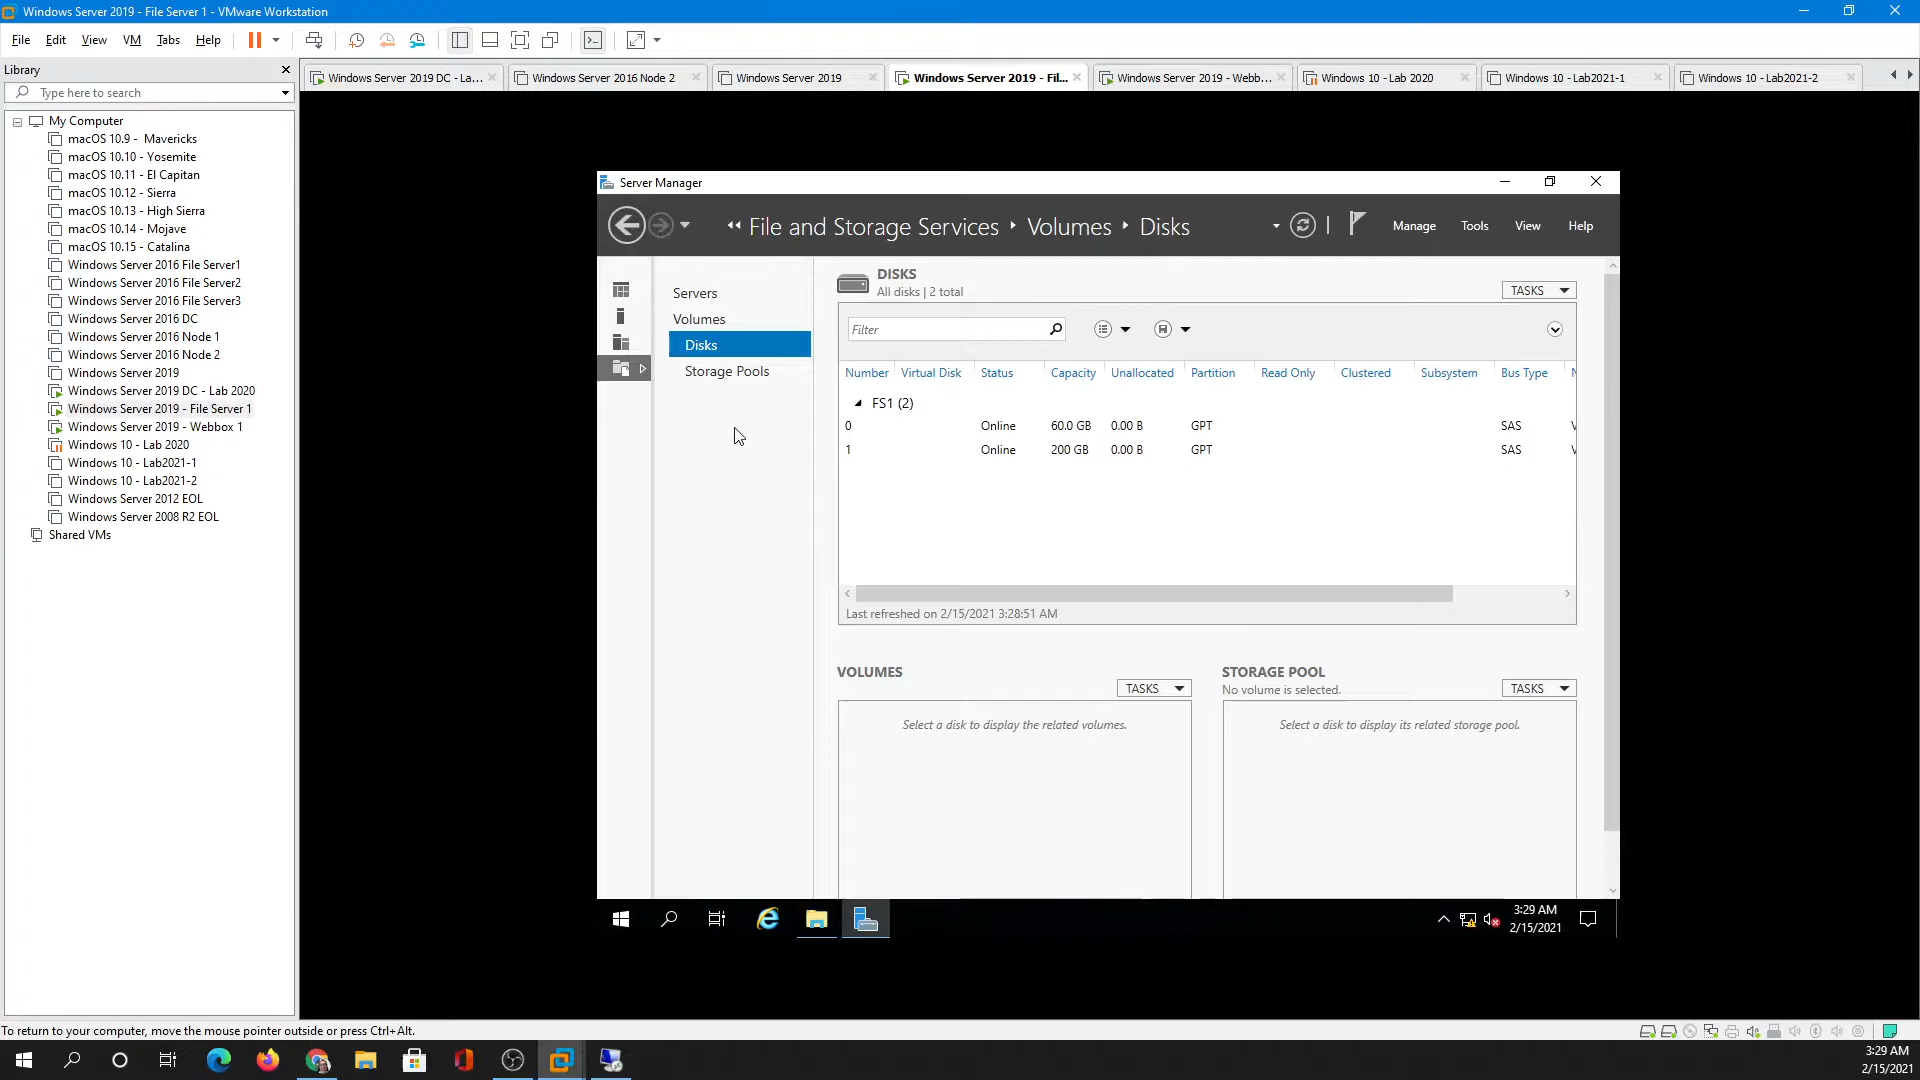 Windows Server 2019 - File Server 1 - VMware Workstation
File Edit View VM Tabs Help
Library
Type here to search
My Computer
macOS 10.9 - Mavericks
macOS 10.10 - Yosemite
macOS 10.11 - El Capitan
macOS 10.12 - Sierra
macOS 10.13 - High Sierra
macOS 10.14 - Mojave
macOS 10.15 - Catalina
Windows Server 2016 File Server1
Windows Server 2016 File Server2
Windows Server 2016 File Server3
Windows Server 2016 DC
Windows Server 2016 Node 1
Windows Server 2016 Node 2
Windows Server 2019
Windows Server 2019 DC - Lab 2020
Windows Server 2019 - File Server 1
Windows Server 2019 - Webbox 1
Windows 10 - Lab 2020
Windows 10 - Lab2021-1
Windows 10 - Lab2021-2
Windows Server 2012 EOL
Windows Server 2008 R2 EOL
Shared VMs
Windows Server 2019 DC - La... Windows Server 2016 Node 2 Windows Server 2019 Windows Server 2019 - Fil... Windows Server 2019 - Webb... Windows 10 - Lab 2020 Windows 10 - Lab2021-1 Windows 10 - Lab2021-2
Server Manager
File and Storage Services Volumes Disks
Manage Tools View Help
Servers
Volumes
Disks
Storage Pools
DISKS
All disks | 2 total
TASKS
Filter
Number Virtual Disk Status Capacity Unallocated Partition Read Only Clustered Subsystem Bus Type N
FS1 (2)
0 Online 60.0 GB 0.00 B GPT SAS V
1 Online 200 GB 0.00 B GPT SAS V
Last refreshed on 2/15/2021 3:28:51 AM
VOLUMES
TASKS
Select a disk to display the related volumes.
STORAGE POOL
No volume is selected.
TASKS
Select a disk to display its related storage pool.
3:29 AM
2/15/2021
To return to your computer, move the mouse pointer outside or press Ctrl+Alt.
3:29 AM
2/15/2021